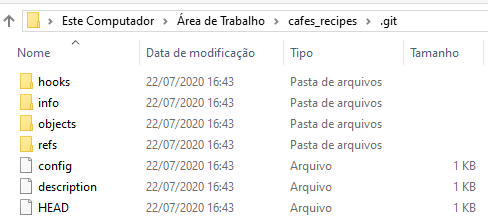 Este Computador > Área de Trabalho > cafes_recipes > .git
Nome Data de modificação Tipo Tamanho
hooks 22/07/2020 16:43 Pasta de arquivos
info 22/07/2020 16:43 Pasta de arquivos
objects 22/07/2020 16:43 Pasta de arquivos
refs 22/07/2020 16:43 Pasta de arquivos
config 22/07/2020 16:43 Arquivo 1 KB
description 22/07/2020 16:43 Arquivo 1 KB
HEAD 22/07/2020 16:43 Arquivo 1 KB